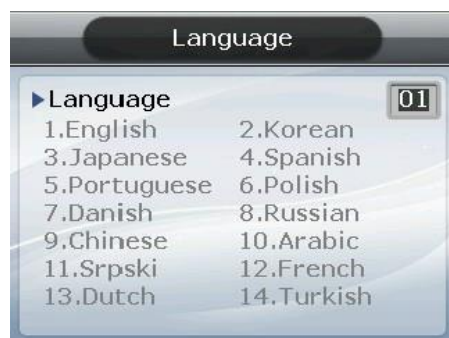 Language
▶Language 01
1.English 2.Korean
3.Japanese 4.Spanish
5.Portuguese 6.Polish
7.Danish 8.Russian
9.Chinese 10.Arabic
11.Srpski 12.French
13.Dutch 14.Turkish